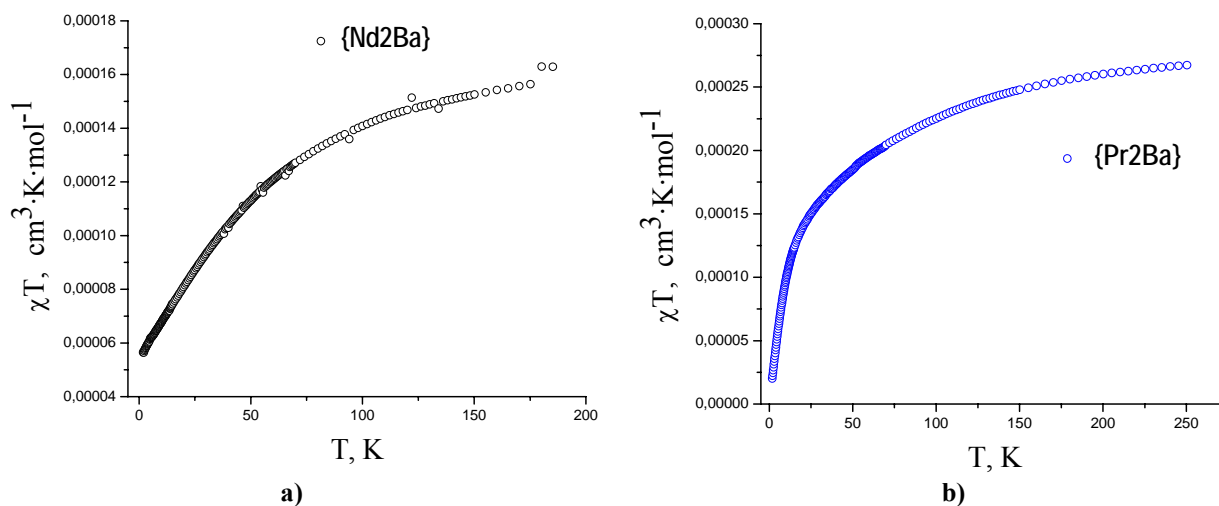 0,00018
0,00016
0,00014
0,00012
0,00010
0,00008
0,00006
0,00004
χT, cm³·K·mol⁻¹
{Nd2Ba}
0 50 100 150 200
T, K
a)
0,00030
0,00025
0,00020
0,00015
0,00010
0,00005
0,00000
χT, cm³·K·mol⁻¹
{Pr2Ba}
0 50 100 150 200 250
T, K
b)